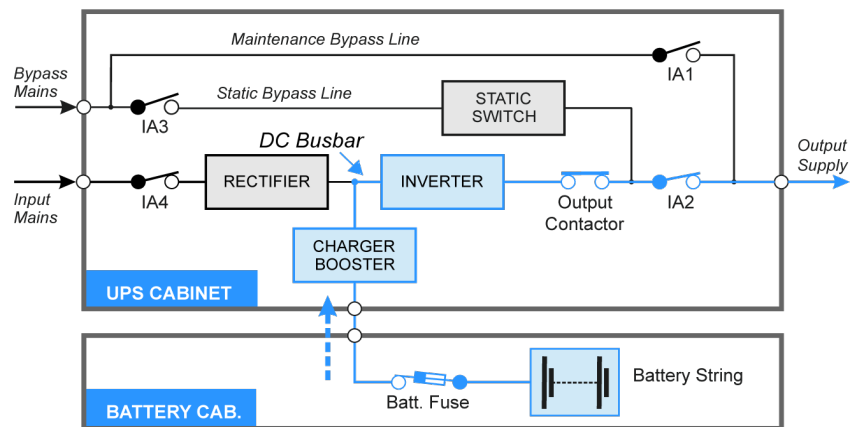 Maintenance Bypass Line
IA1
Bypass
Mains
Static Bypass Line
STATIC
SWITCH
IA3
DC Busbar
Output
Supply
Input
Mains
IA4
RECTIFIER
INVERTER
Output
Contactor
IA2
CHARGER
BOOSTER
UPS CABINET
Batt. Fuse
Battery String
BATTERY CAB.